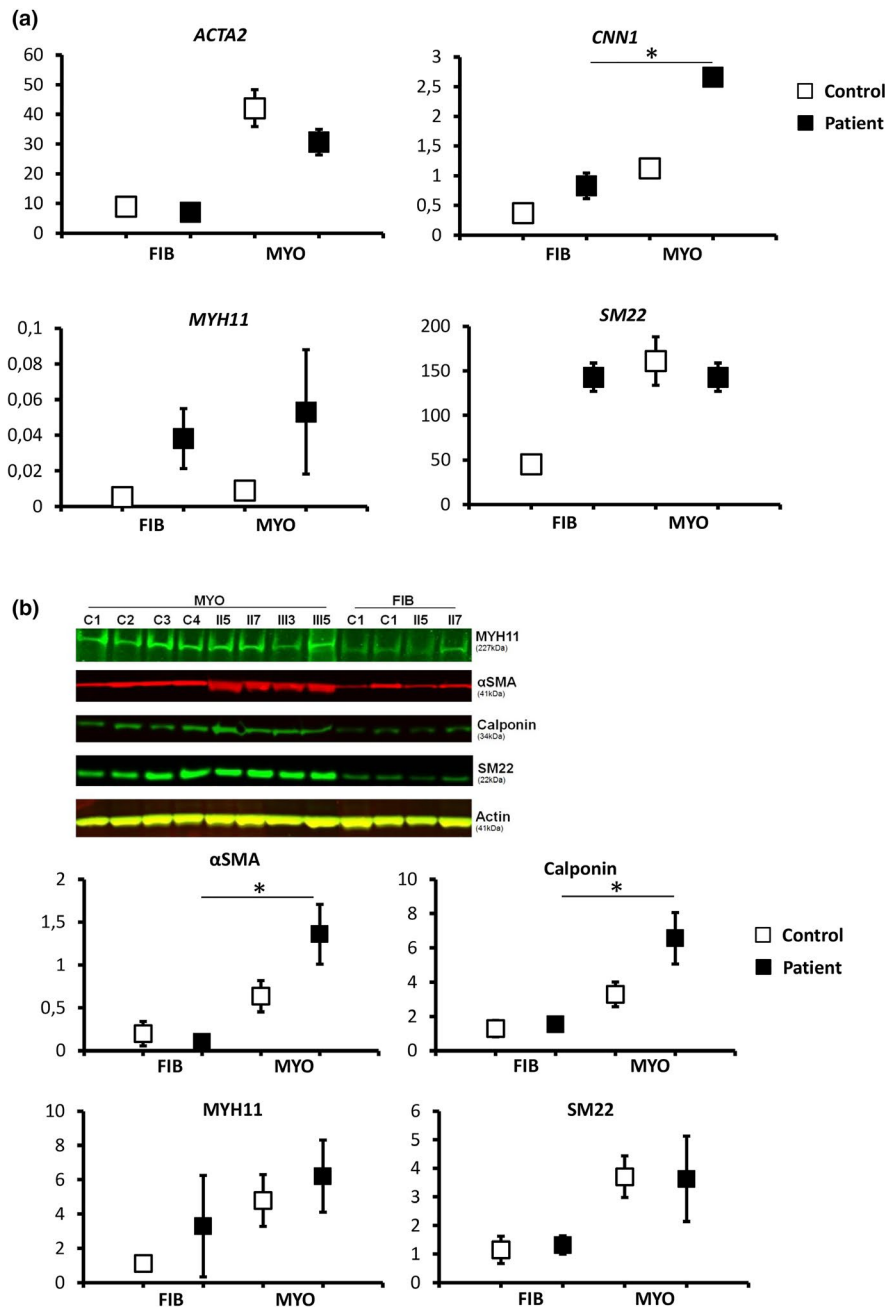 (a)
ACTA2
60
50
40
30
20
10
0
FIB MYO
CNN1
3
2,5
2
1,5
1
0,5
0
*
FIB MYO
Control
Patient
MYH11
0,1
0,08
0,06
0,04
0,02
0
FIB MYO
SM22
200
150
100
50
0
FIB MYO
(b)
MYO FIB
C1 C2 C3 C4 II5 II7 III3 III5 C1 C1 II5 II7
MYH11
(227kDa)
αSMA
(41kDa)
Calponin
(34kDa)
SM22
(22kDa)
Actin
(41kDa)
αSMA
2
1,5
1
0,5
0
*
FIB MYO
Calponin
10
8
6
4
2
0
*
FIB MYO
Control
Patient
MYH11
10
8
6
4
2
0
FIB MYO
SM22
6
5
4
3
2
1
0
FIB MYO